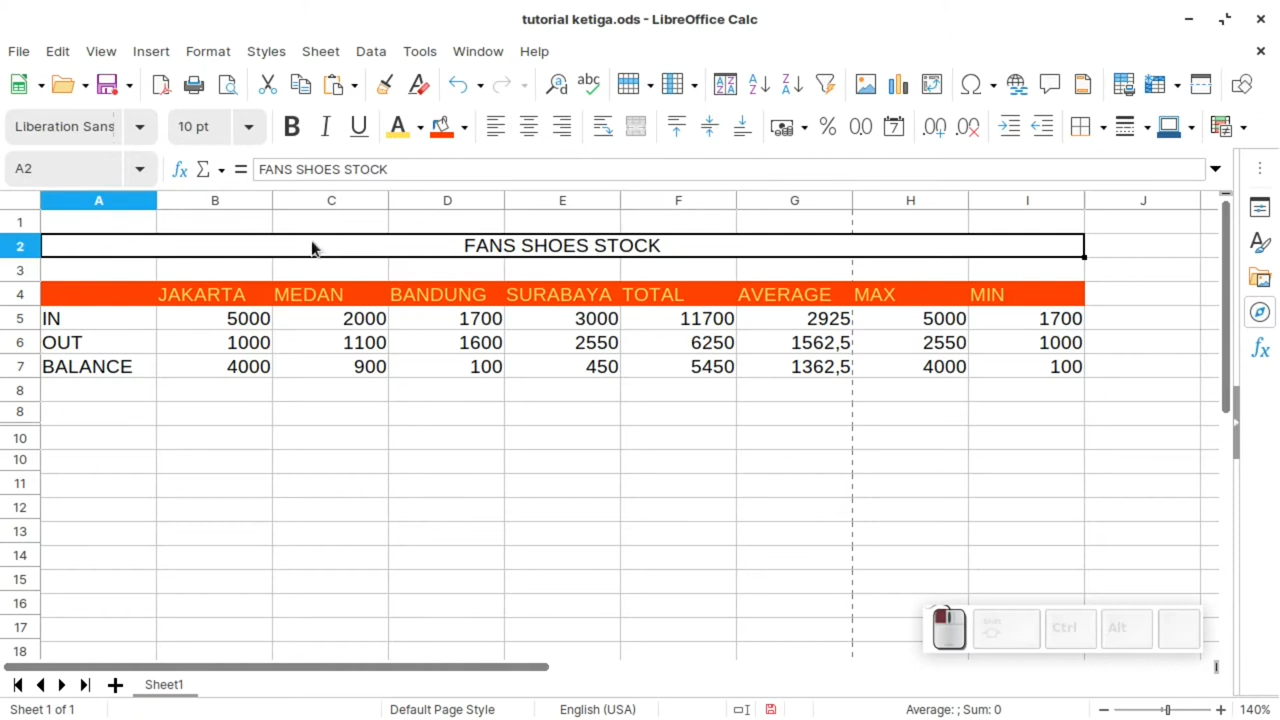 tutorial ketiga.ods - LibreOffice Calc
File Edit View Insert Format Styles Sheet Data Tools Window Help
Liberation Sans 10 pt
A2 FANS SHOES STOCK
A B C D E F G H I J
1
2 FANS SHOES STOCK
3
4 JAKARTA MEDAN BANDUNG SURABAYA TOTAL AVERAGE MAX MIN
5 IN 5000 2000 1700 3000 11700 2925 5000 1700
6 OUT 1000 1100 1600 2550 6250 1562,5 2550 1000
7 BALANCE 4000 900 100 450 5450 1362,5 4000 100
8
8
10
10
11
12
13
14
15
16
17
18
Shift Ctrl Alt
Sheet1
Sheet 1 of 1 Default Page Style English (USA) Average: ; Sum: 0 140%